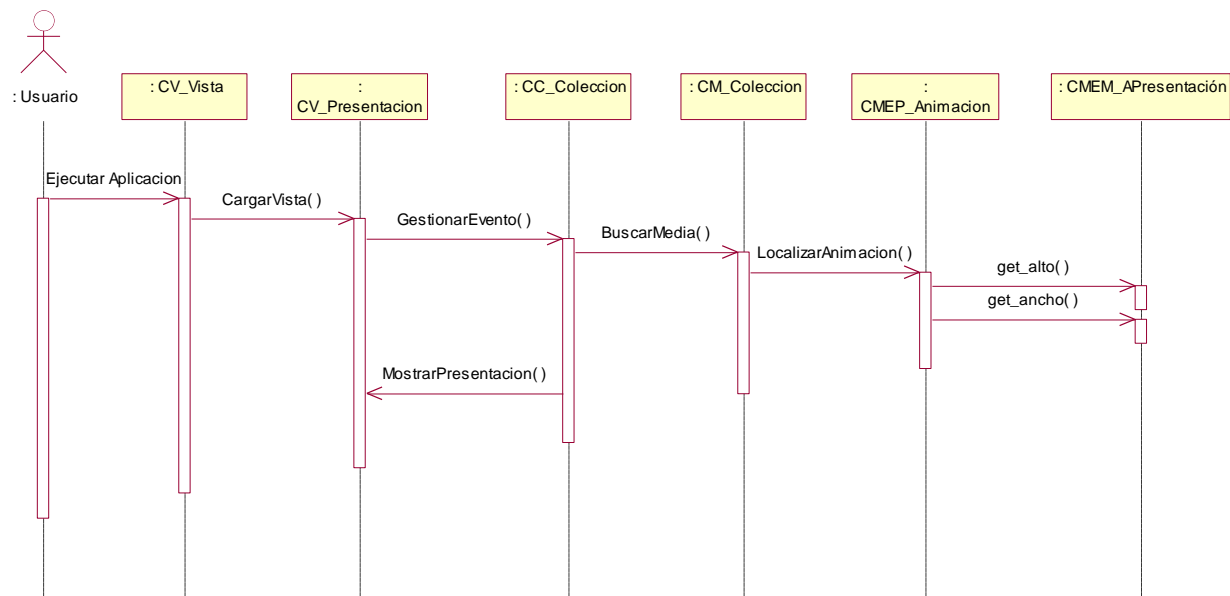 : Usuario
: CV_Vista
:
CV_Presentacion
: CC_Coleccion
: CM_Coleccion
:
CMEP_Animacion
: CMEM_APresentación
Ejecutar Aplicacion
CargarVista( )
GestionarEvento( )
BuscarMedia( )
LocalizarAnimacion( )
get_alto( )
get_ancho( )
MostrarPresentacion( )